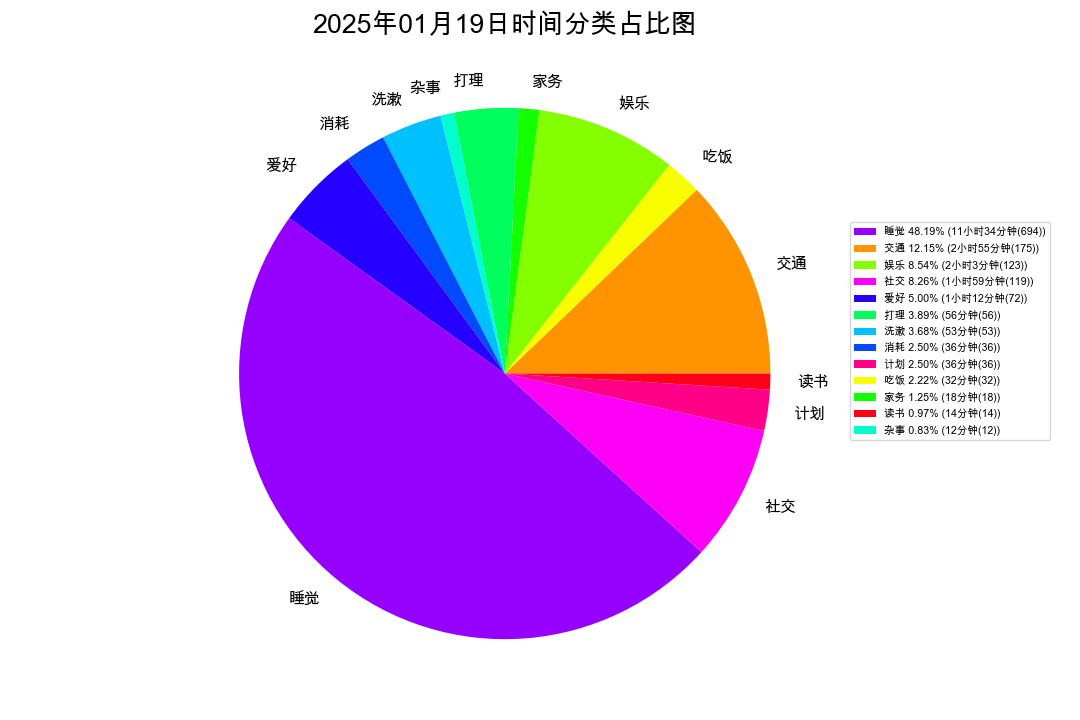 2025年01月19日时间分类占比图
打理
家务
杂事
洗漱
娱乐
消耗
吃饭
爱好
交通
读书
计划
社交
睡觉
睡觉 48.19% (11小时34分钟(694))
交通 12.15% (2小时55分钟(175))
娱乐 8.54% (2小时3分钟(123))
社交 8.26% (1小时59分钟(119))
爱好 5.00% (1小时12分钟(72))
打理 3.89% (56分钟(56))
洗漱 3.68% (53分钟(53))
消耗 2.50% (36分钟(36))
计划 2.50% (36分钟(36))
吃饭 2.22% (32分钟(32))
家务 1.25% (18分钟(18))
读书 0.97% (14分钟(14))
杂事 0.83% (12分钟(12))